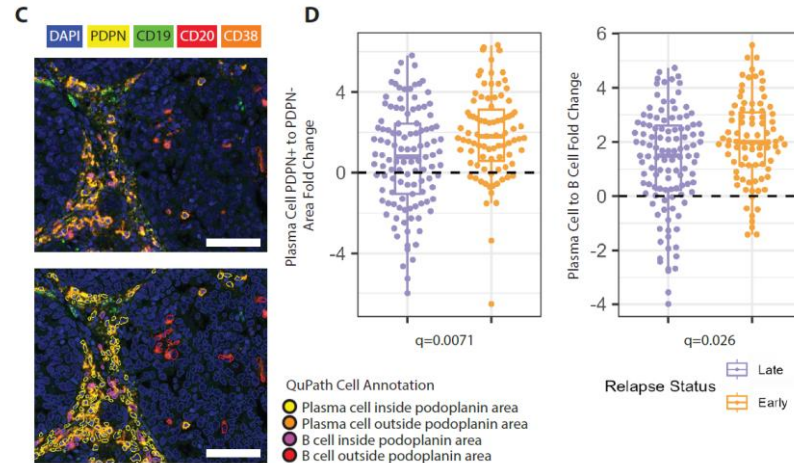 C
DAPI PDPN CD19 CD20 CD38
QuPath Cell Annotation
Plasma cell inside podoplanin area
Plasma cell outside podoplanin area
B cell inside podoplanin area
B cell outside podoplanin area
D
Plasma Cell PDPN+ to PDPN-
Area Fold Change
4
0
-4
q=0.0071
Plasma Cell to B Cell Fold Change
6
4
2
0
-2
-4
q=0.026
Relapse Status
Late
Early